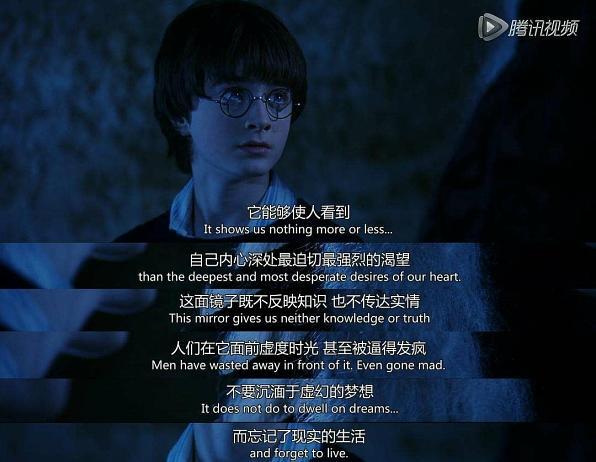 腾讯视频
它能够使人看到
It shows us nothing more or less...
自己内心深处最迫切最强烈的渴望
than the deepest and most desperate desires of our heart.
这面镜子既不反映知识 也不传达实情
This mirror gives us neither knowledge or truth
人们在它面前虚度时光 甚至被逼得发疯
Men have wasted away in front of it. Even gone mad.
不要沉湎于虚幻的梦想
It does not do to dwell on dreams...
而忘记了现实的生活
and forget to live.